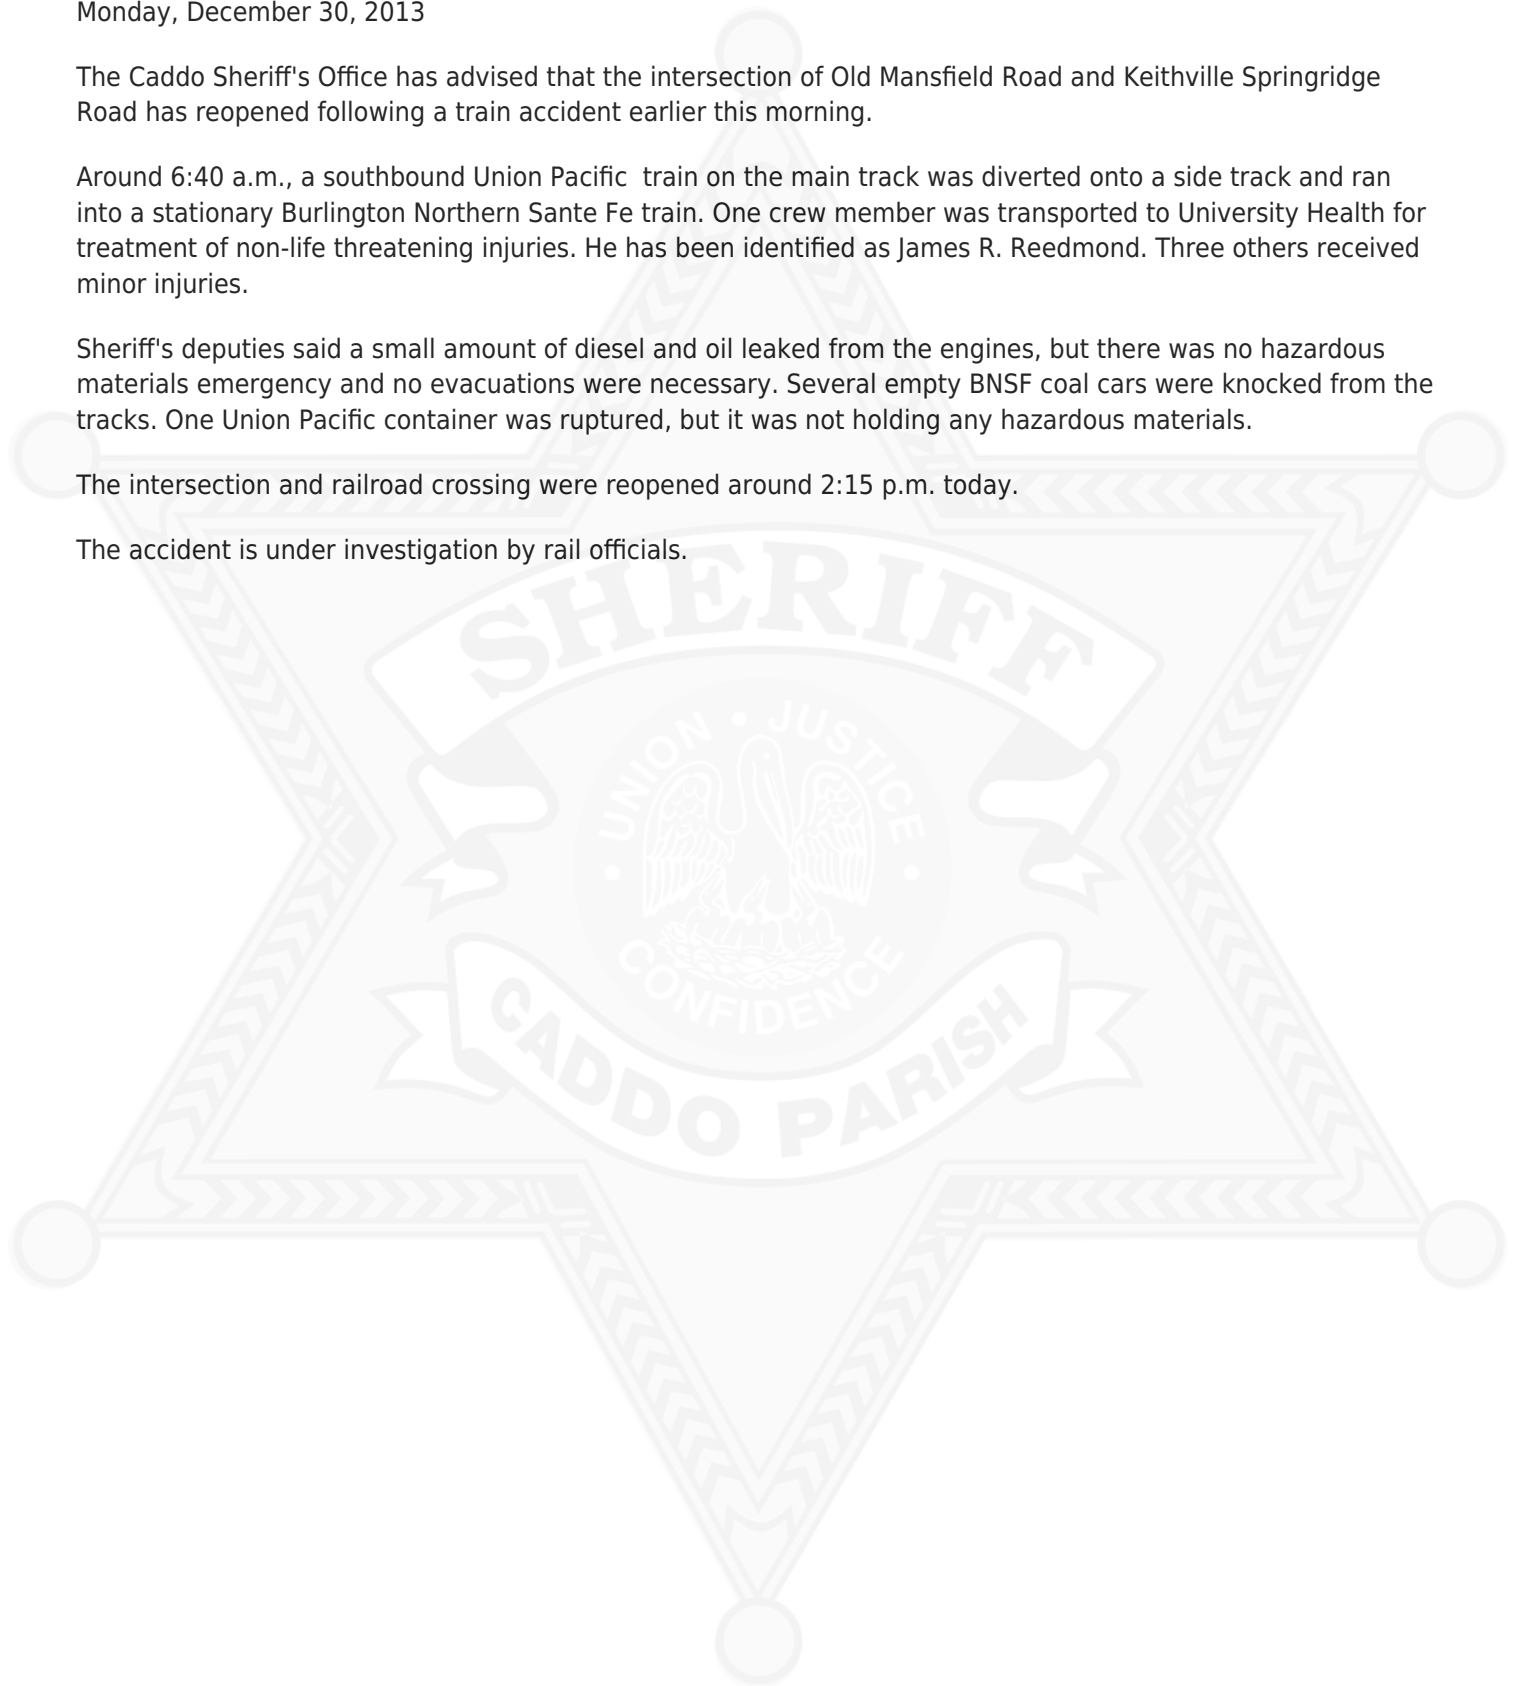 Monday, December 30, 2013
The Caddo Sheriff's Office has advised that the intersection of Old Mansfield Road and Keithville Springridge
Road has reopened following a train accident earlier this morning.
Around 6:40 a.m., a southbound Union Pacific  train on the main track was diverted onto a side track and ran
into a stationary Burlington Northern Sante Fe train. One crew member was transported to University Health for
treatment of non-life threatening injuries. He has been identified as James R. Reedmond. Three others received
minor injuries.
Sheriff's deputies said a small amount of diesel and oil leaked from the engines, but there was no hazardous
materials emergency and no evacuations were necessary. Several empty BNSF coal cars were knocked from the
tracks. One Union Pacific container was ruptured, but it was not holding any hazardous materials.
The intersection and railroad crossing were reopened around 2:15 p.m. today.
The accident is under investigation by rail officials.
SHERIFF
UNION • JUSTICE
• CONFIDENCE •
CADDO PARISH